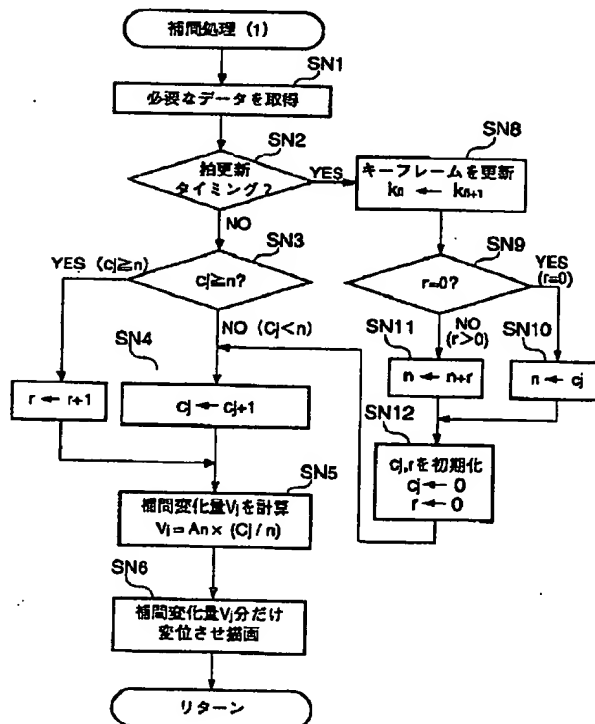 補間処理 (1)
SN1
必要なデータを取得
SN2
拍更新
タイミング?
YES
NO
SN8
キーフレームを更新
kn ← kn+1
SN3
cj≧n?
YES (cj≧n)
NO (Cj<n)
SN9
r=0?
YES
(r=0)
NO
(r>0)
SN11
n ← n+r
SN10
n ← cj
SN4
r ← r+1
cj ← cj+1
SN12
cj,rを初期化
cj ← 0
r ← 0
SN5
補間変化量Vjを計算
Vj = An × (Cj / n)
SN6
補間変化量Vj分だけ
変位させ描画
リターン